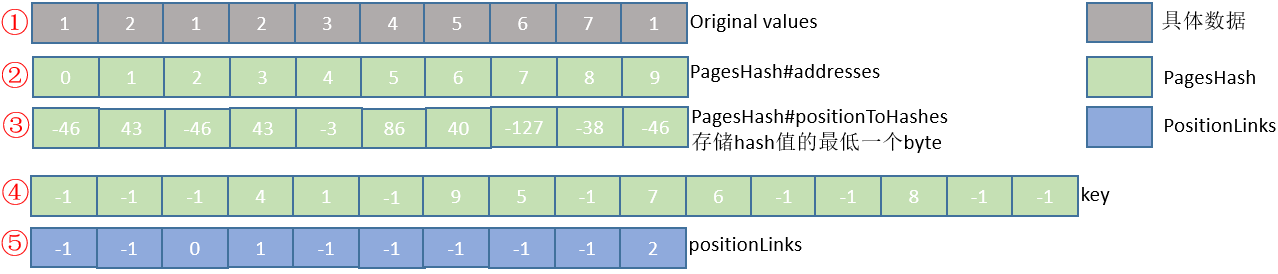 ① 1 2 1 2 3 4 5 6 7 1 Original values
② 0 1 2 3 4 5 6 7 8 9 PagesHash#addresses
③ -46 43 -46 43 -3 86 40 -127 -38 -46 PagesHash#positionToHashes
存储hash值的最低一个byte
④ -1 -1 -1 4 1 -1 9 5 -1 7 6 -1 -1 8 -1 -1 key
⑤ -1 -1 0 1 -1 -1 -1 -1 -1 2 positionLinks
具体数据
PagesHash
PositionLinks